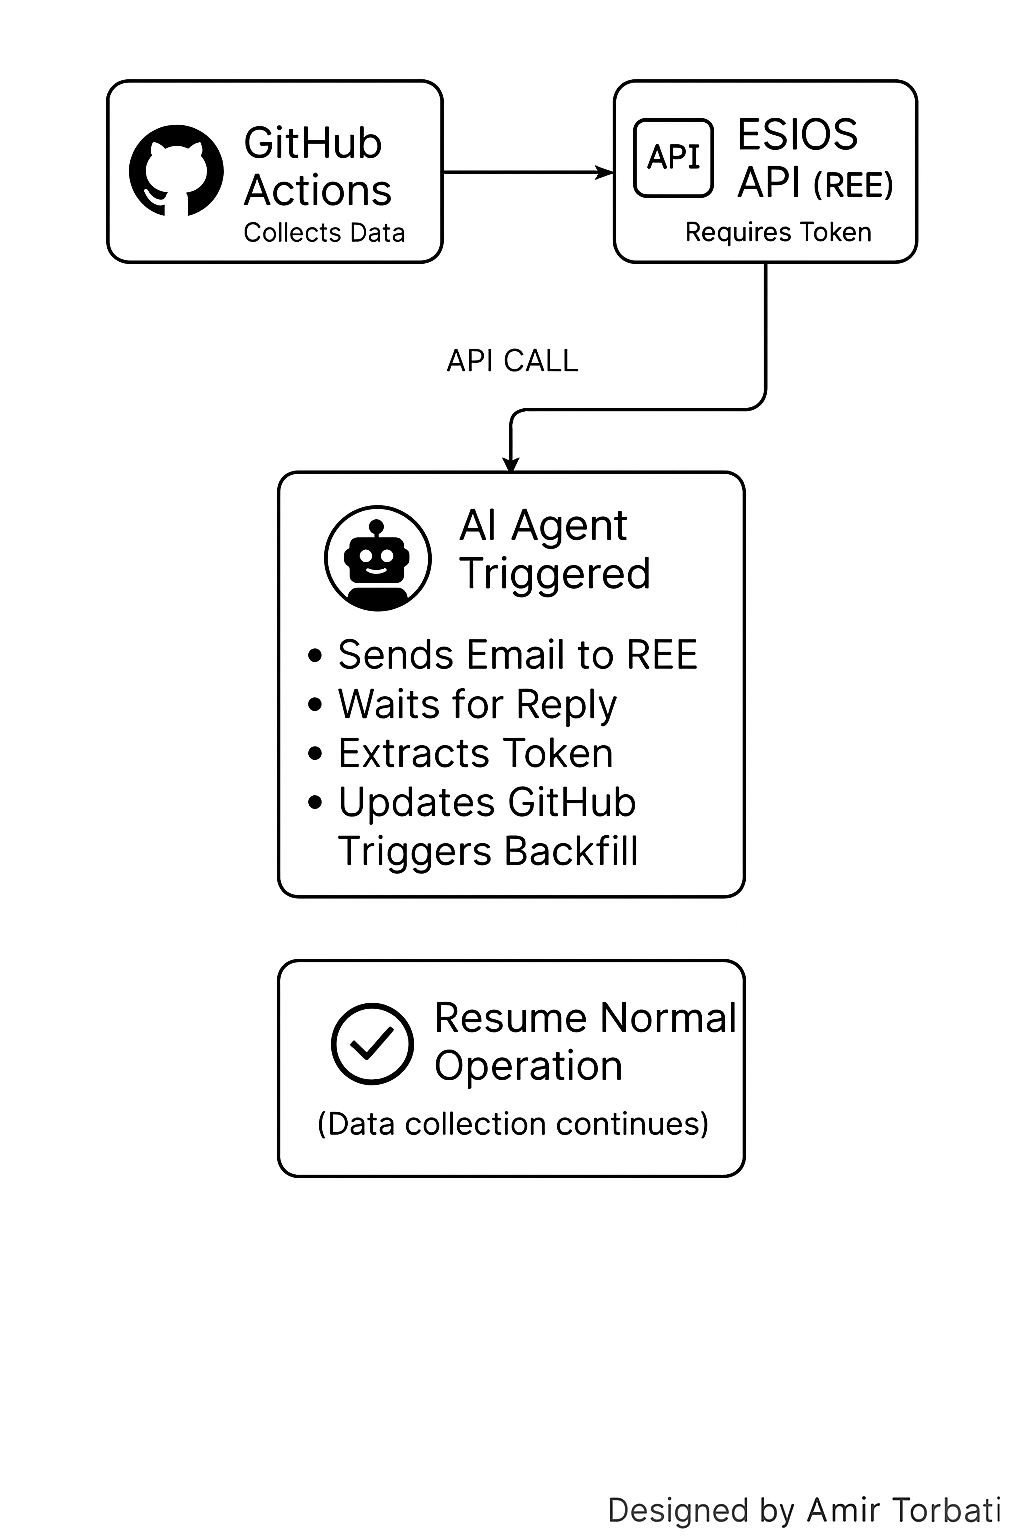 GitHub
Actions
Collects Data
API
ESIOS
API (REE)
Requires Token
API CALL
AI Agent
Triggered
• Sends Email to REE
• Waits for Reply
• Extracts Token
• Updates GitHub
Triggers Backfill
Resume Normal
Operation
(Data collection continues)
Designed by Amir Torbati